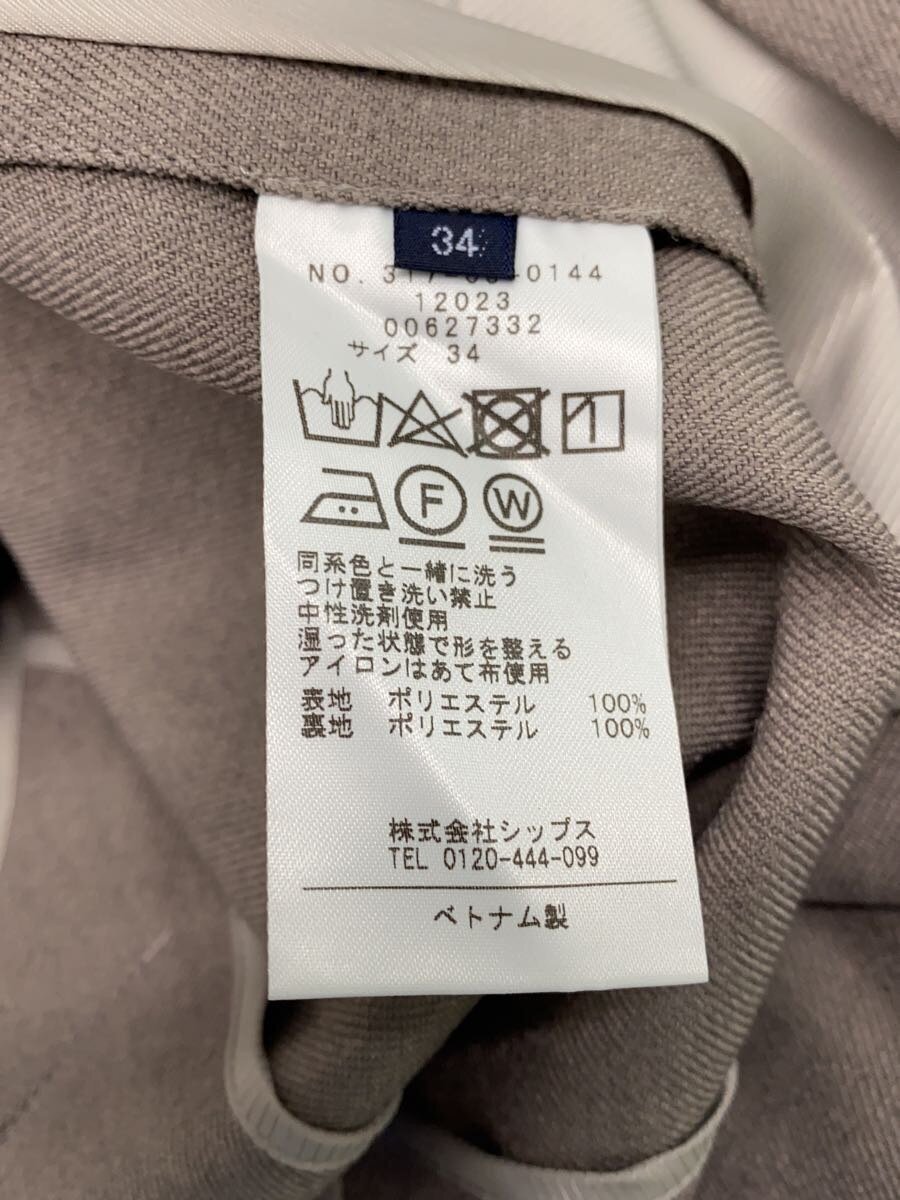 34
NO. 317 0144
12023
00627332
サイズ 34
F W
同系色と一緒に洗う
つけ置き洗い禁止
中性洗剤使用
湿った状態で形を整える
アイロンはあて布使用
表地 ポリエステル 100%
裏地 ポリエステル 100%
株式会社シップス
TEL 0120-444-099
ベトナム製